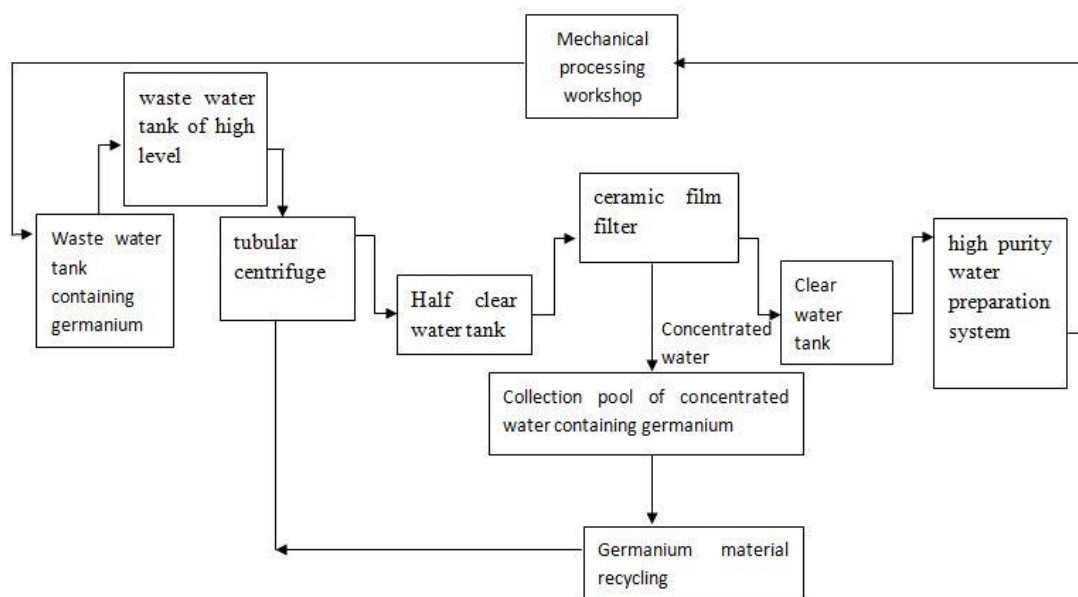 Mechanical
processing
workshop
waste water
tank of high
level
Waste water
tank
containing
germanium
tubular
centrifuge
Half clear
water tank
ceramic film
filter
Concentrated
water
Clear
water
tank
high purity
water
preparation
system
Collection pool of concentrated
water containing germanium
Germanium material
recycling